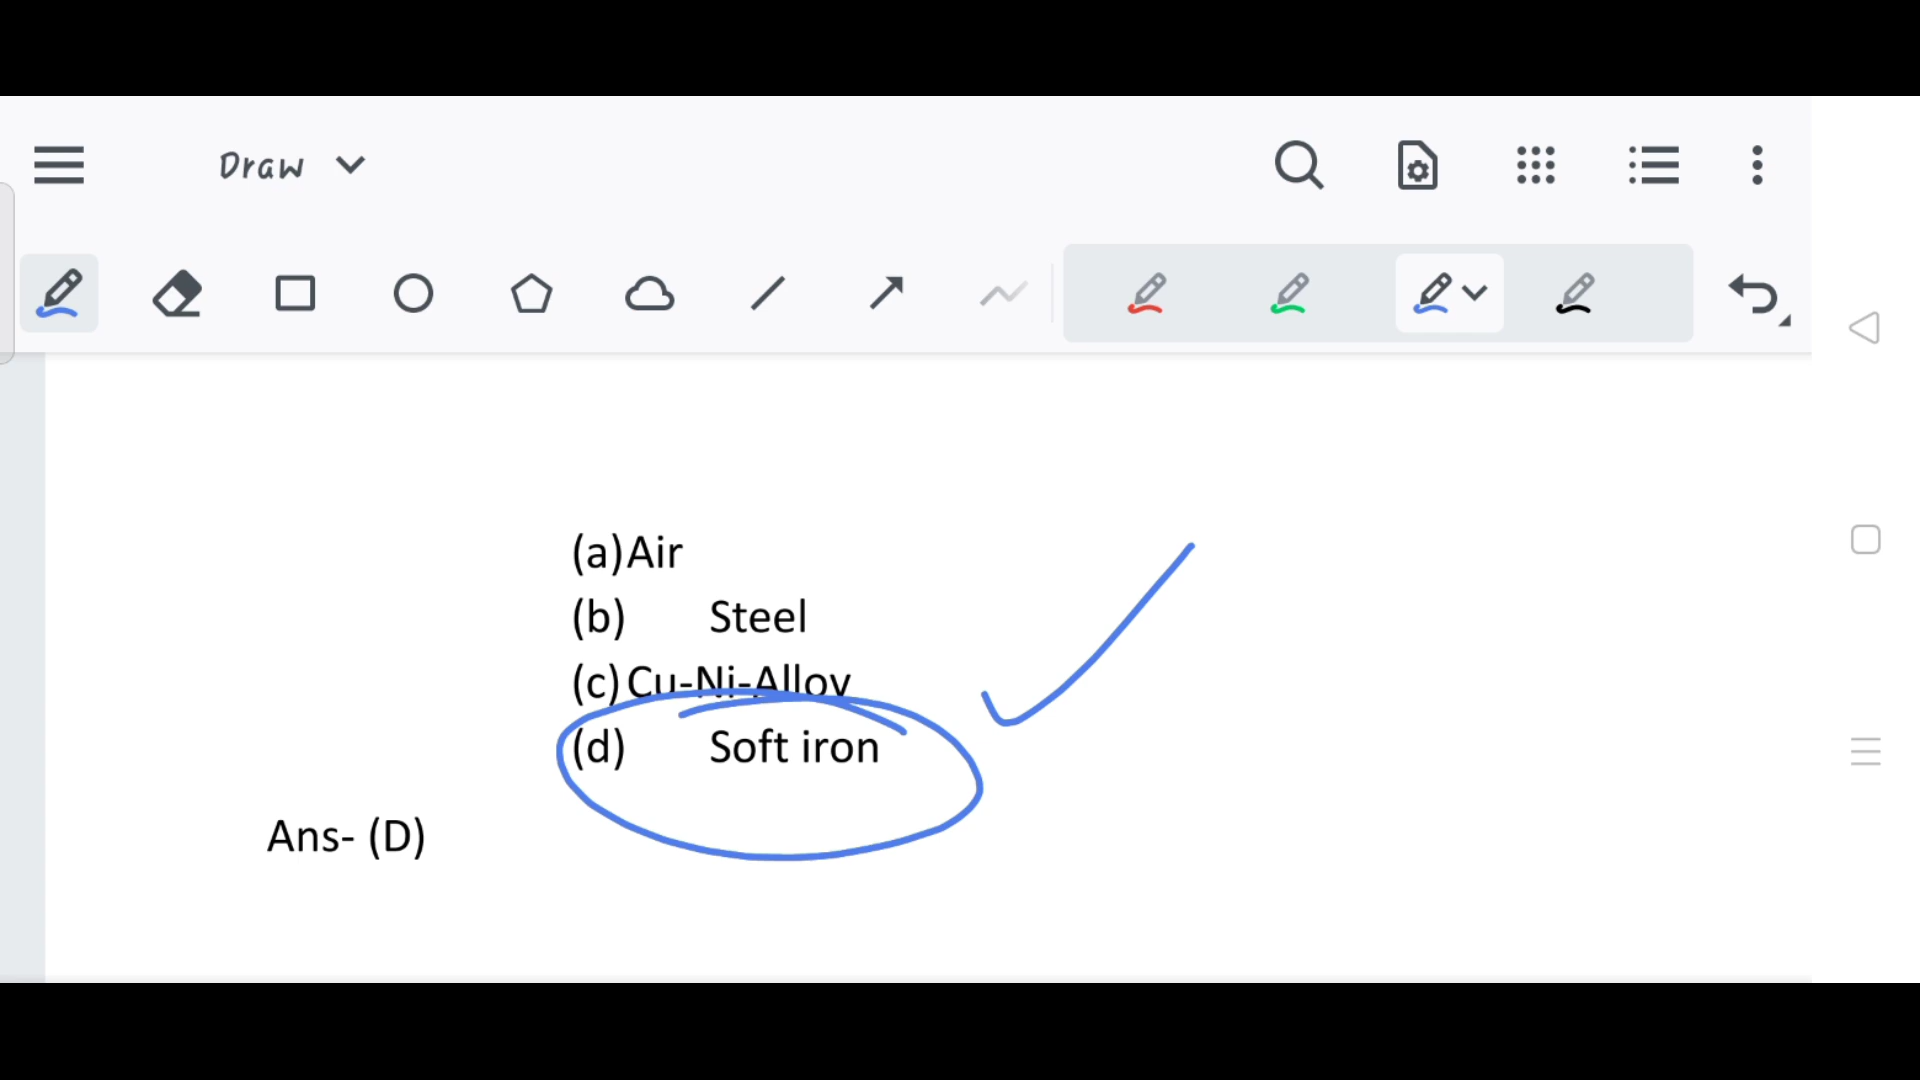 Draw
(a) Air
(b) Steel
(c) Cu-Ni-Alloy
(d) Soft iron
Ans- (D)